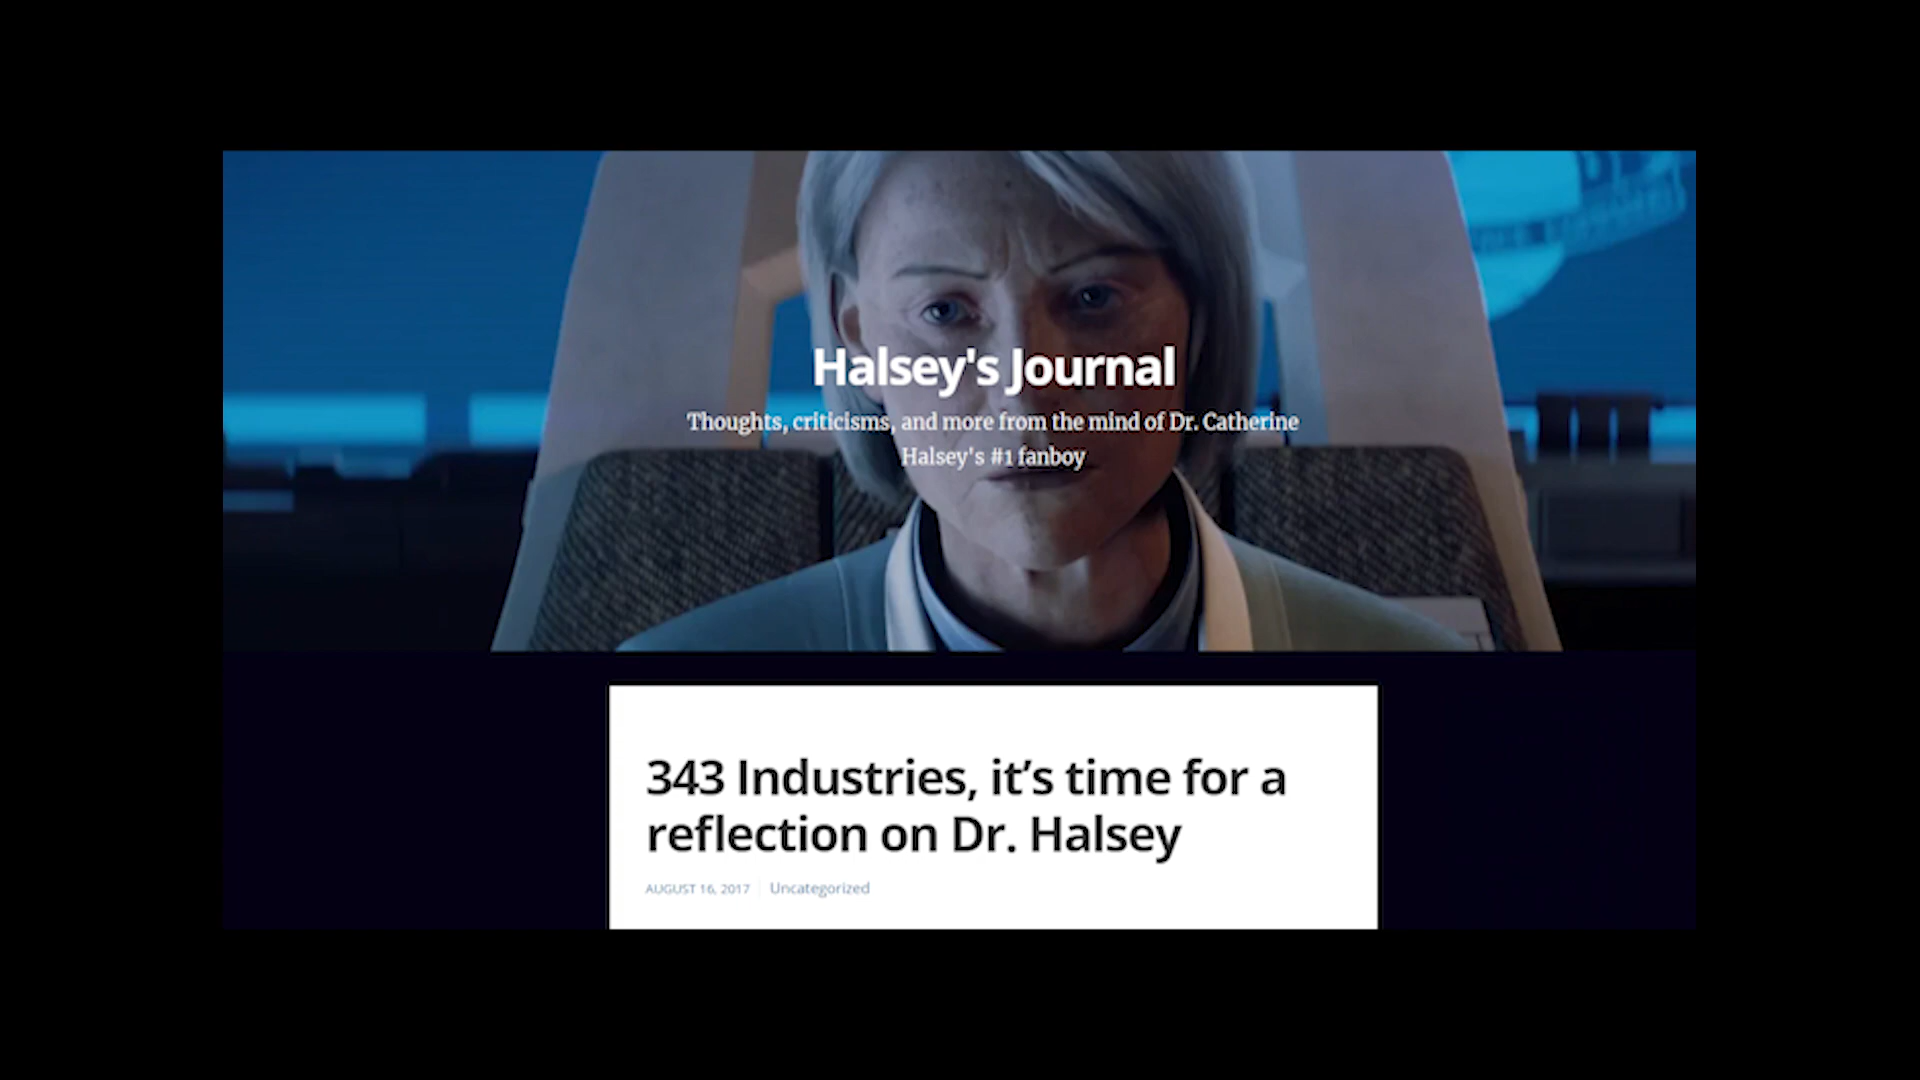 Halsey's Journal
Thoughts, criticisms, and more from the mind of Dr. Catherine
Halsey's #1 fanboy
343 Industries, it’s time for a
reflection on Dr. Halsey
AUGUST 16, 2017 Uncategorized